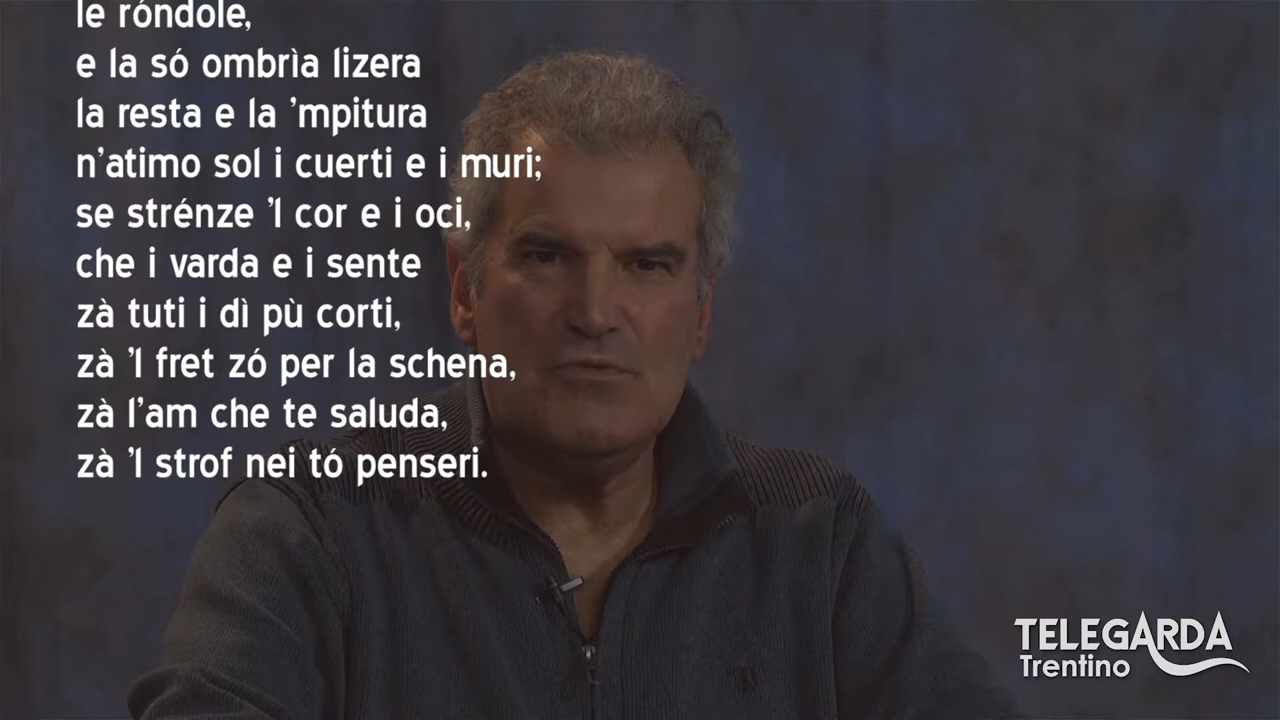 le róndole,
e la só ombrìa lizera
la resta e la 'mpitura
n'atimo sol i cuerti e i muri;
se strénze 'l cor e i oci,
che i varda e i sente
zà tuti i dì pù corti,
zà 'l fret zó per la schena,
zà l'am che te saluda,
zà 'l strof nei tó penseri.
TELEGARDA
Trentino